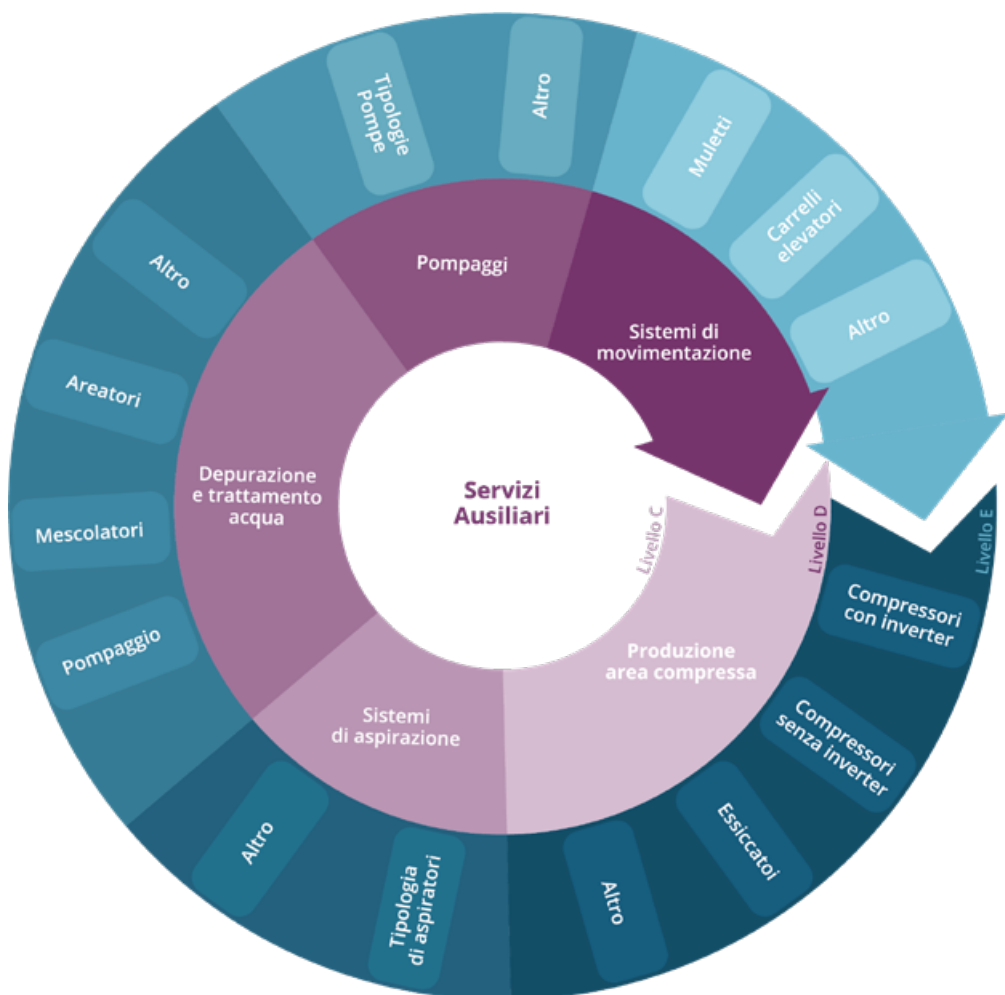 Servizi
Ausiliari
Livello C
Livello D
Livello E
Produzione
area compressa
Compressori
con inverter
Compressori
senza inverter
Essiccatoi
Altro
Sistemi
di aspirazione
Tipologia
di aspiratori
Altro
Depurazione
e trattamento
acqua
Pompaggio
Mescolatori
Areatori
Altro
Pompaggi
Tipologie
Pompe
Altro
Sistemi di
movimentazione
Muletti
Carrelli
elevatori
Altro